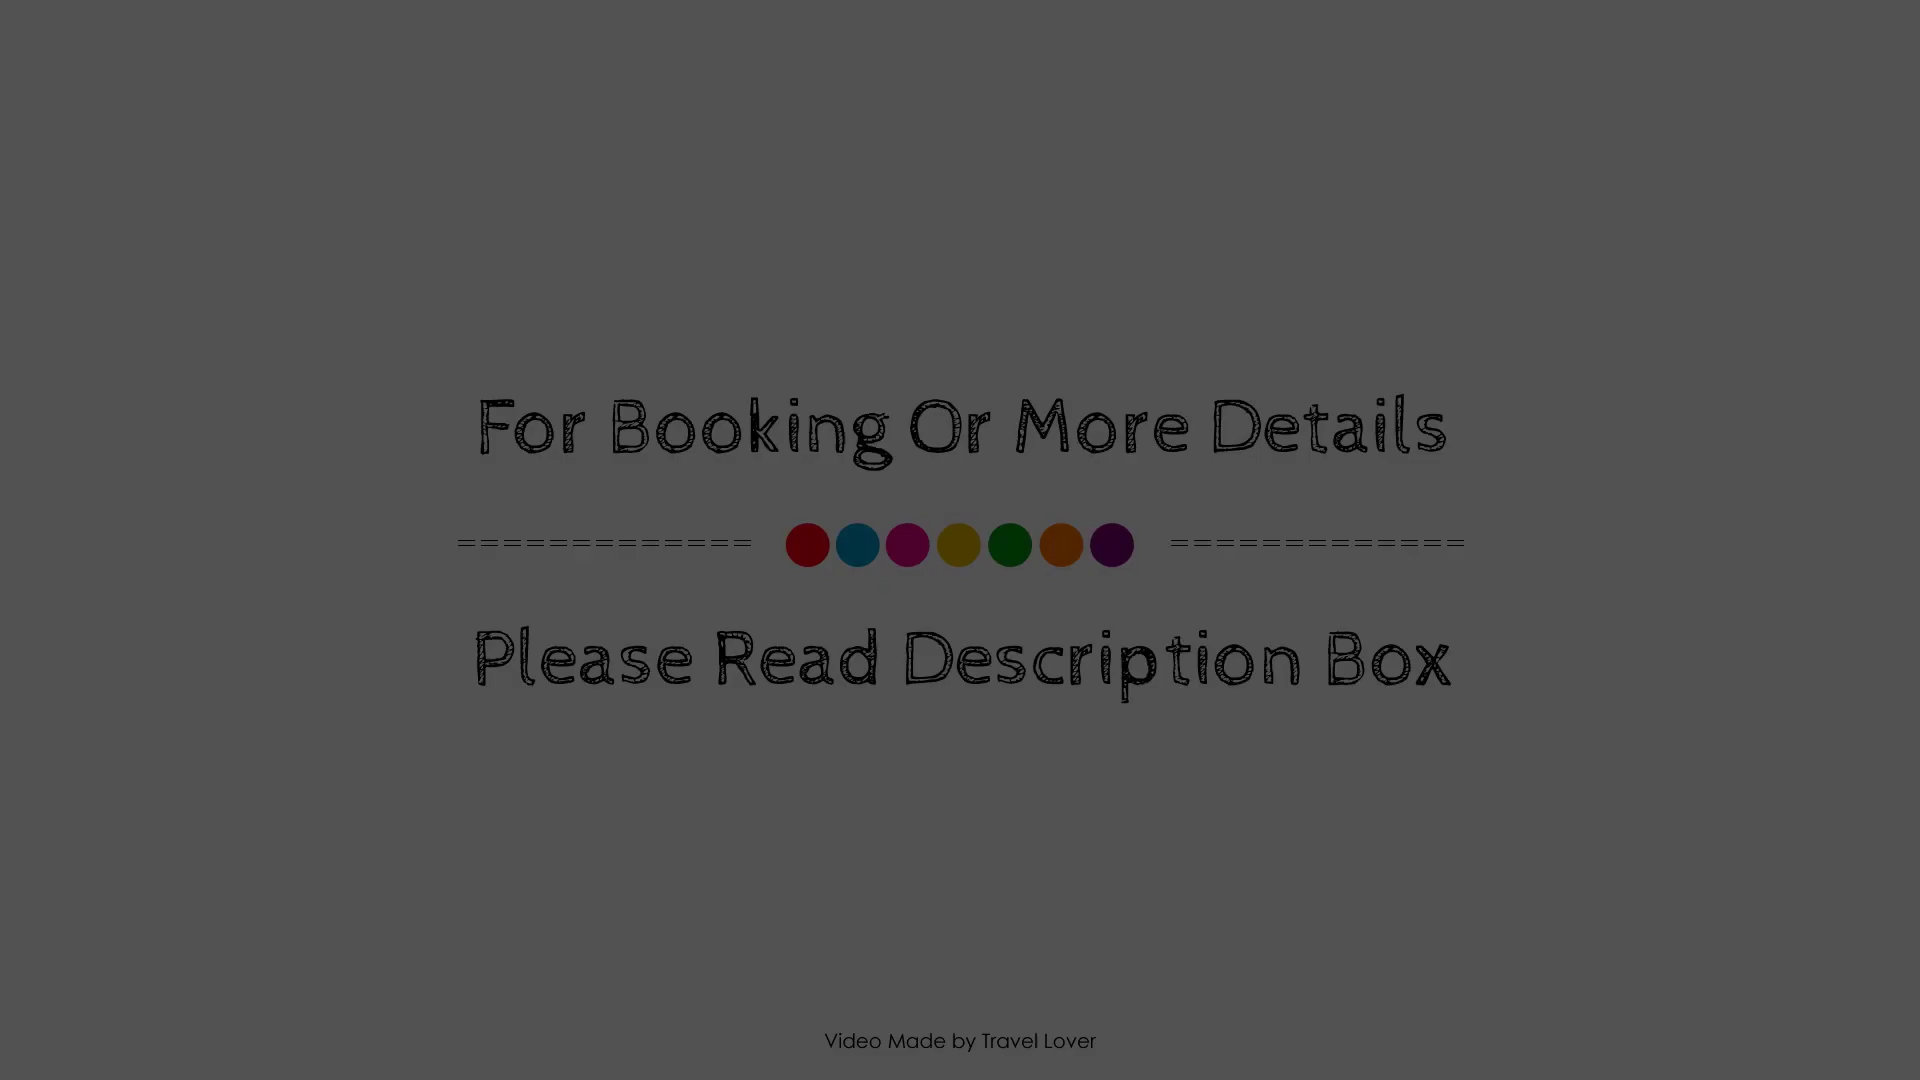 For Booking Or More Details
============= =============
Please Read Description Box
Video Made by Travel Lover